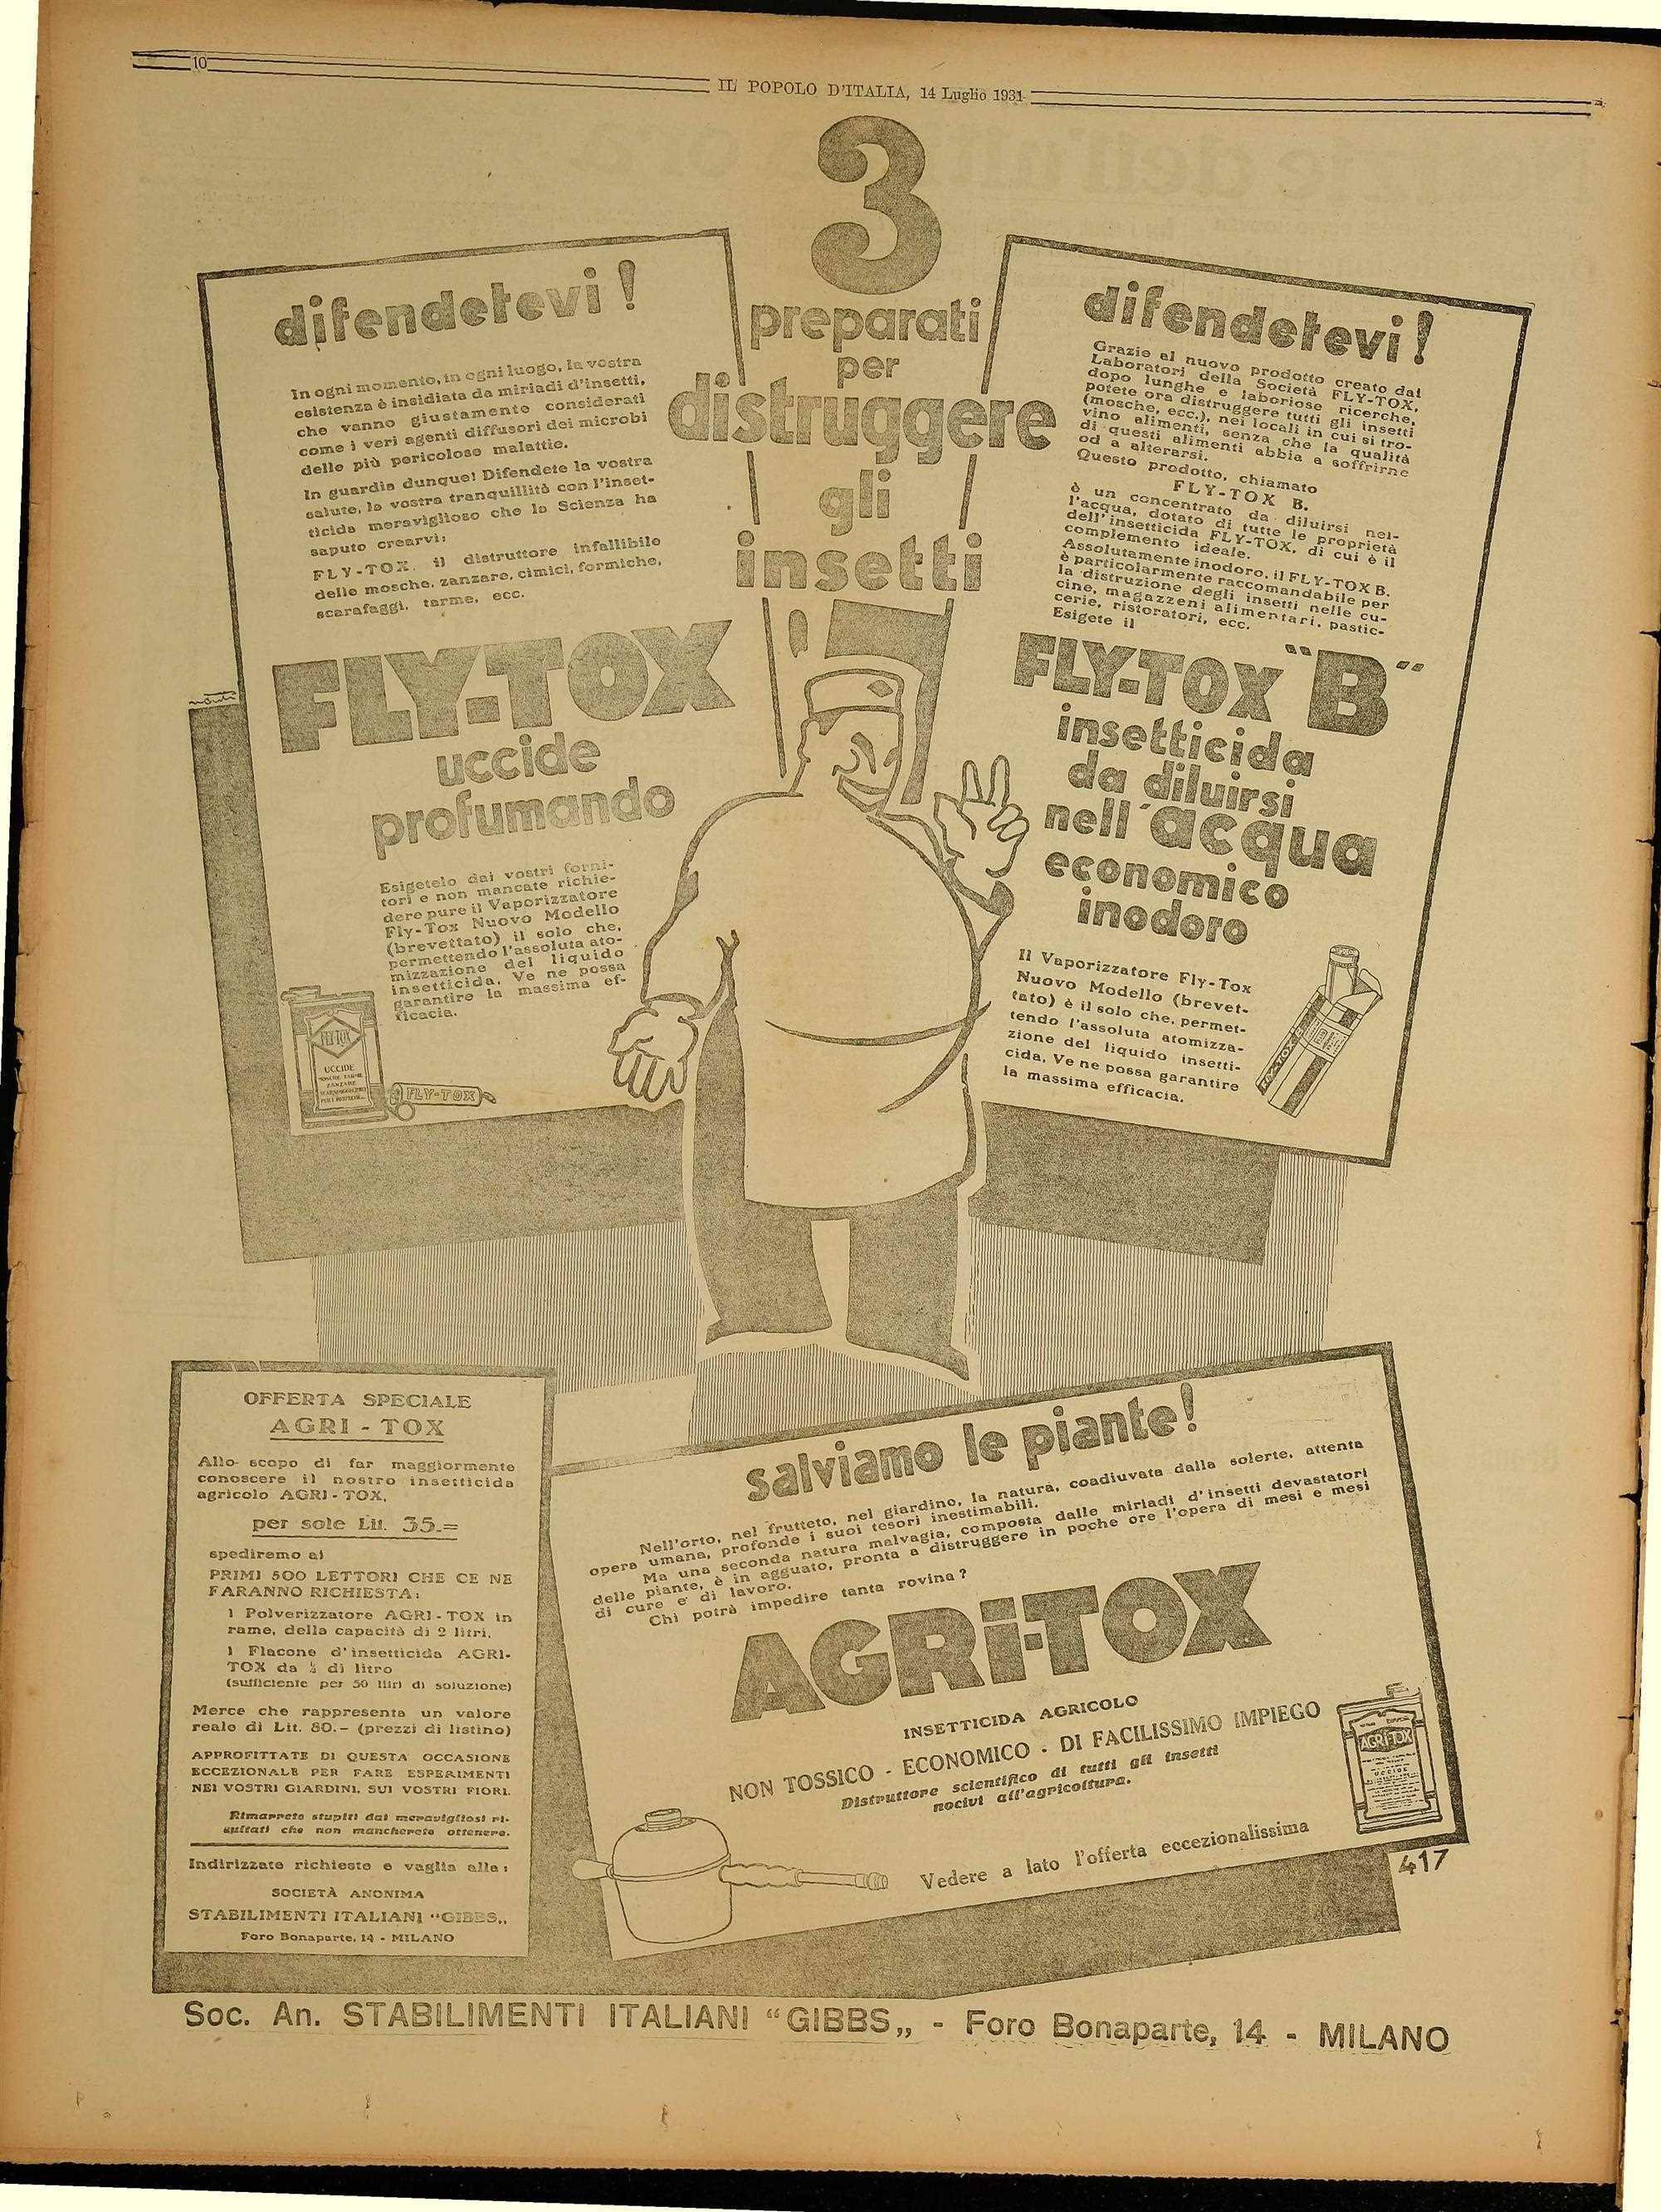 10
IL POPOLO D'ITALIA, 14 Luglio 1931
3
preparati
per
distruggere
gli
insetti
difendetevi!
In ogni momento, in ogni luogo, la vostra
esistenza è insidiata da miriadi d'insetti,
che vanno giustamente considerati
come i veri agenti diffusori dei microbi
delle più pericolose malattie.
In guardia dunque! Difendete la vostra
salute, la vostra tranquillità con l'inset-
ticida meraviglioso che la Scienza ha
saputo crearvi:
FLY-TOX, il distruttore infallibile
delle mosche, zanzare, cimici, formiche,
scarafaggi, tarme, ecc.
FLY-TOX
uccide
profumando
Esigetelo dai vostri forni-
tori e non mancate richie-
dere pure il Vaporizzatore
Fly-Tox Nuovo Modello
(brevettato) il solo che,
permettendo l'assoluta ato-
mizzazione del liquido
insetticida, Ve ne possa
garantire la massima ef-
ficacia.
FLY-TOX
UCCIDE
MOSCHE TARME
ZANZARE
FLY-TOX
difendetevi!
Grazie al nuovo prodotto creato dai
Laboratori della Società FLY-TOX,
dopo lunghe e laboriose ricerche,
potete ora distruggere tutti gli insetti
(mosche, ecc.), nei locali in cui si tro-
vino alimenti, senza che la qualità
di questi alimenti abbia a soffrirne
od a alterarsi.
Questo prodotto, chiamato
FLY-TOX B.
è un concentrato da diluirsi nel-
l'acqua, dotato di tutte le proprietà
dell'insetticida FLY-TOX, di cui è il
complemento ideale.
Assolutamente inodoro, il FLY-TOX B.
è particolarmente raccomandabile per
la distruzione degli insetti nelle cu-
cine, magazzeni alimentari, pastic-
cerie, ristoratori, ecc.
Esigete il
FLY-TOX "B"
insetticida
da diluirsi
nell'acqua
economico
inodoro
Il Vaporizzatore Fly-Tox
Nuovo Modello (brevet-
tato) è il solo che, permet-
tendo l'assoluta atomizza-
zione del liquido insetti-
cida, Ve ne possa garantire
la massima efficacia.
FLY-TOX
OFFERTA SPECIALE
AGRI - TOX
Allo scopo di far maggiormente
conoscere il nostro insetticida
agricolo AGRI - TOX,
per sole Lit. 35.=
spediremo ai
PRIMI 500 LETTORI CHE CE NE
FARANNO RICHIESTA:
1 Polverizzatore AGRI - TOX in
rame, della capacità di 2 litri,
1 Flacone d'insetticida AGRI-
TOX da ½ di litro
(sufficiente per 50 litri di soluzione)
Merce che rappresenta un valore
reale di Lit. 80.- (prezzi di listino)
APPROFITTATE DI QUESTA OCCASIONE
ECCEZIONALE PER FARE ESPERIMENTI
NEI VOSTRI GIARDINI, SUI VOSTRI FIORI.
Rimarrete stupiti dai meravigliosi ri-
sultati che non mancherete ottenere.
Indirizzate richieste e vaglia alla:
SOCIETÀ ANONIMA
STABILIMENTI ITALIANI "GIBBS„
Foro Bonaparte, 14 - MILANO
salviamo le piante!
Nell'orto, nel frutteto, nel giardino, la natura, coadiuvata dalla solerte, attenta
opera umana, profonde i suoi tesori inestimabili.
Ma una seconda natura malvagia, composta dalle miriadi d'insetti devastatori
delle piante, è in agguato, pronta a distruggere in poche ore l'opera di mesi e mesi
di cure e di lavoro.
Chi potrà impedire tanta rovina?
AGRI-TOX
INSETTICIDA AGRICOLO
NON TOSSICO - ECONOMICO - DI FACILISSIMO IMPIEGO
Distruttore scientifico di tutti gli insetti
nocivi all'agricoltura.
AGRI-TOX
UCCIDE
Vedere a lato l'offerta eccezionalissima
417
Soc. An. STABILIMENTI ITALIANI "GIBBS„ - Foro Bonaparte, 14 - MILANO